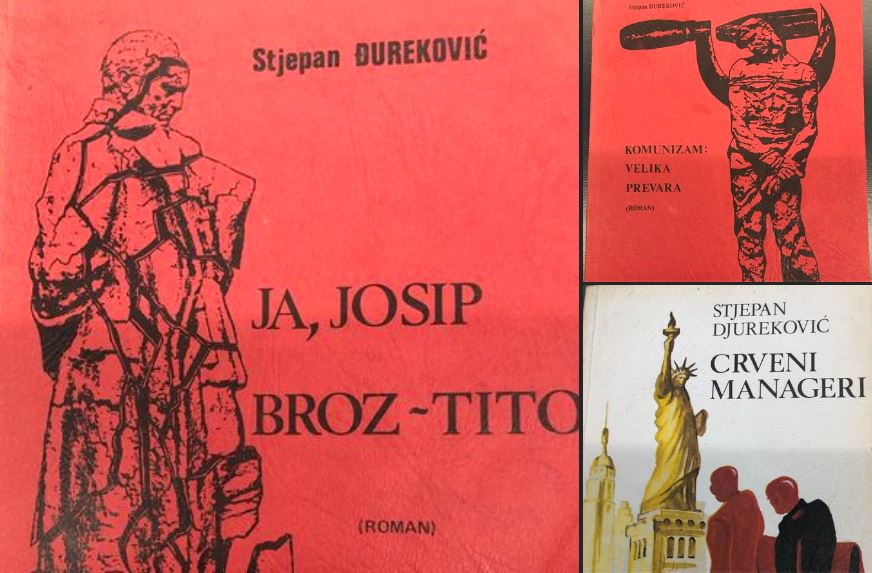 Stjepan ĐUREKOVIĆ
JA, JOSIP
BROZ-TITO
(ROMAN)
Stjepan ĐUREKOVIĆ
KOMUNIZAM:
VELIKA
PREVARA
(ROMAN)
STJEPAN
DJUREKOVIĆ
CRVENI
MANAGERI